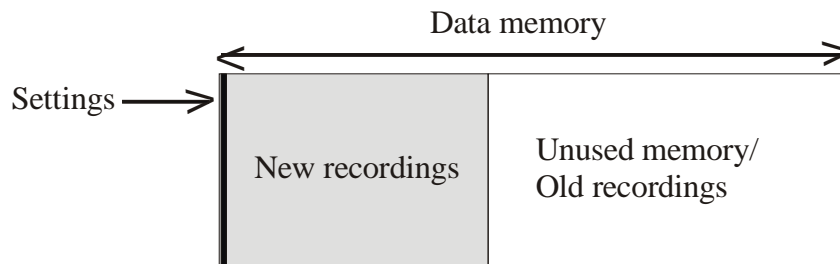 Data memory
Settings
New recordings
Unused memory/
Old recordings